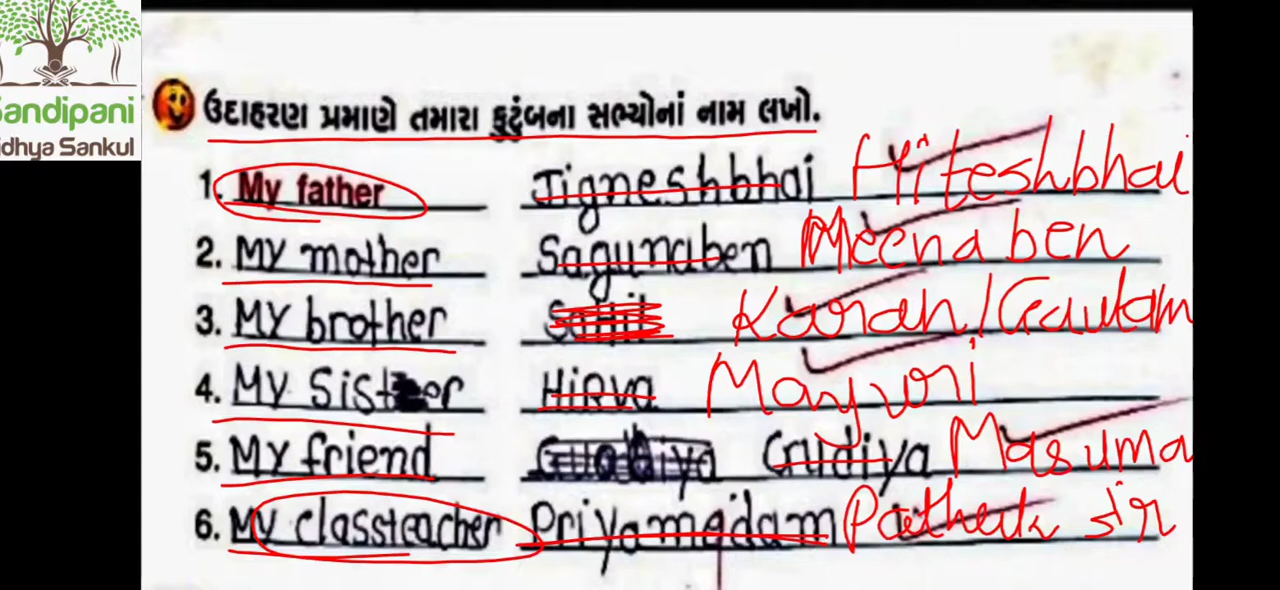 Sandipani
idhya Sankul
ઉદાહરણ પ્રમાણે તમારા કુટુંબના સભ્યોનાં નામ લખો.
1. My father Jigneshbhai Hiteshbhai
2. My mother Sagunaben Meenaben
3. My brother Sahil Karan/Gautam
4. My Sister Hirva Mayuri
5. My friend Gudiya Masuma
6. My classteacher Priyamadam Pathak sir